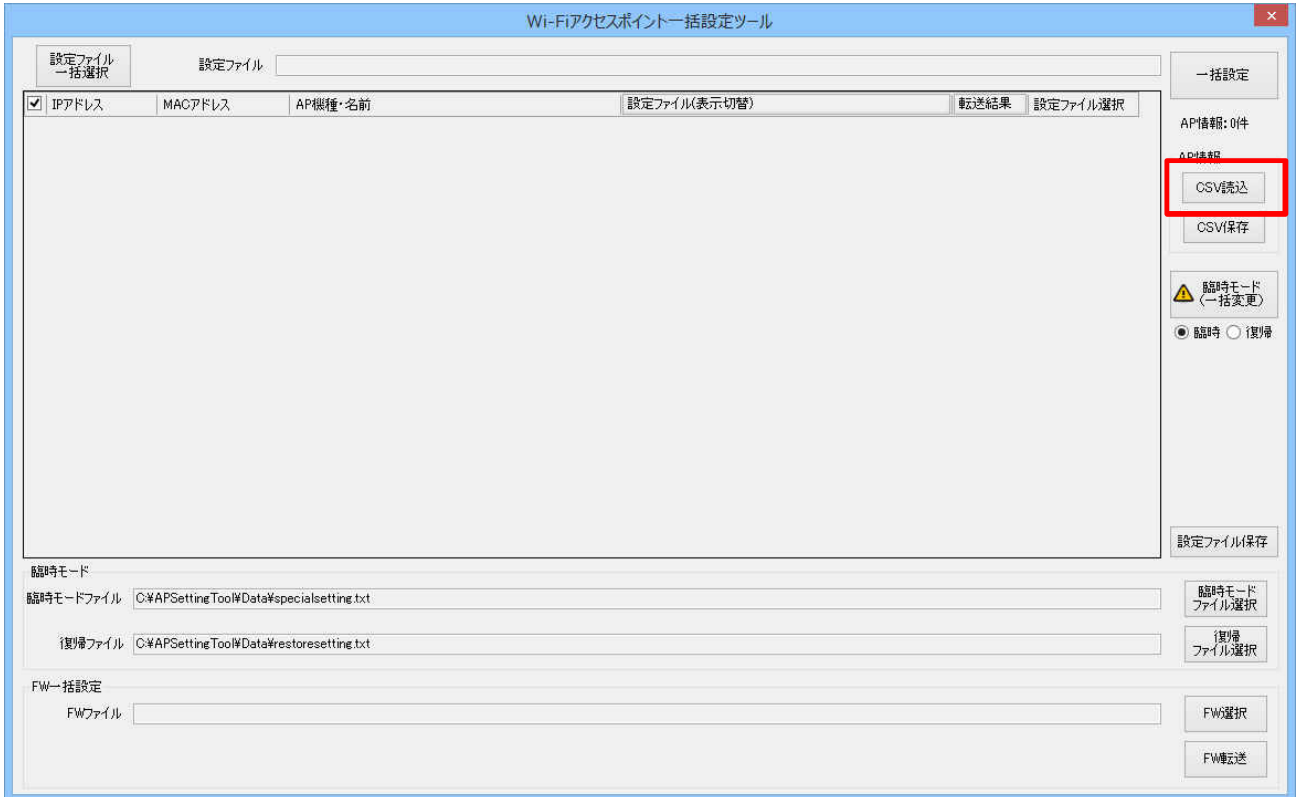 Wi-Fiアクセスポイント一括設定ツール
設定ファイル
一括選択
設定ファイル
一括設定
IPアドレス
MACアドレス
AP機種・名前
設定ファイル(表示切替)
転送結果
設定ファイル選択
AP情報:0件
AP情報
CSV読込
CSV保存
臨時モード
(一括変更)
臨時
復帰
設定ファイル保存
臨時モード
臨時モードファイル
C:¥APSettingTool¥Data¥specialsetting.txt
臨時モード
ファイル選択
復帰ファイル
C:¥APSettingTool¥Data¥restoresetting.txt
復帰
ファイル選択
FW一括設定
FWファイル
FW選択
FW転送